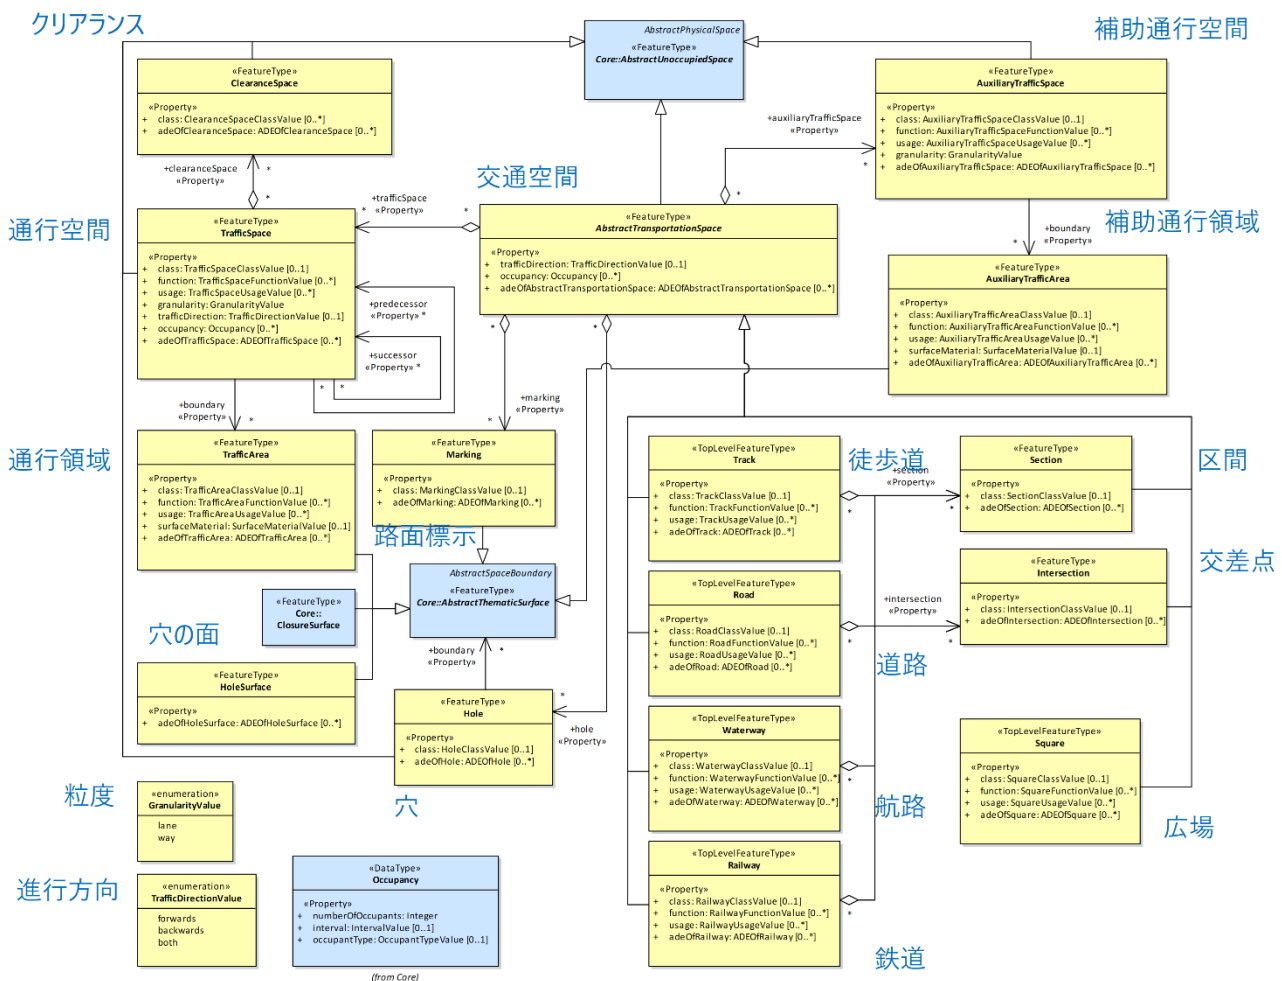 クリアランス
«FeatureType»
ClearanceSpace
«Property»
+ class: ClearanceSpaceClassValue [0..*]
+ adeOfClearanceSpace: ADEOfClearanceSpace [0..*]
AbstractPhysicalSpace
«FeatureType»
Core::AbstractUnoccupiedSpace
補助通行空間
«FeatureType»
AuxiliaryTrafficSpace
«Property»
+ class: AuxiliaryTrafficSpaceClassValue [0..1]
+ function: AuxiliaryTrafficSpaceFunctionValue [0..*]
+ usage: AuxiliaryTrafficSpaceUsageValue [0..*]
+ granularity: GranularityValue
+ adeOfAuxiliaryTrafficSpace: ADEOfAuxiliaryTrafficSpace [0..*]
+auxiliaryTrafficSpace
«Property»
*
*
+clearanceSpace
«Property»
*
*
通行空間
«FeatureType»
TrafficSpace
«Property»
+ class: TrafficSpaceClassValue [0..1]
+ function: TrafficSpaceFunctionValue [0..*]
+ usage: TrafficSpaceUsageValue [0..*]
+ granularity: GranularityValue
+ trafficDirection: TrafficDirectionValue [0..1]
+ occupancy: Occupancy [0..*]
+ adeOfTrafficSpace: ADEOfTrafficSpace [0..*]
+trafficSpace
«Property»
*
*
+predecessor
«Property» *
+successor
«Property» *
*
*
交通空間
«FeatureType»
AbstractTransportationSpace
«Property»
+ trafficDirection: TrafficDirectionValue [0..1]
+ occupancy: Occupancy [0..*]
+ adeOfAbstractTransportationSpace: ADEOfAbstractTransportationSpace [0..*]
*
*
補助通行領域
+boundary
«Property»
*
«FeatureType»
AuxiliaryTrafficArea
«Property»
+ class: AuxiliaryTrafficAreaClassValue [0..1]
+ function: AuxiliaryTrafficAreaFunctionValue [0..*]
+ usage: AuxiliaryTrafficAreaUsageValue [0..*]
+ surfaceMaterial: SurfaceMaterialValue [0..1]
+ adeOfAuxiliaryTrafficArea: ADEOfAuxiliaryTrafficArea [0..*]
+boundary
«Property»
*
通行領域
«FeatureType»
TrafficArea
«Property»
+ class: TrafficAreaClassValue [0..1]
+ function: TrafficAreaFunctionValue [0..*]
+ usage: TrafficAreaUsageValue [0..*]
+ surfaceMaterial: SurfaceMaterialValue [0..1]
+ adeOfTrafficArea: ADEOfTrafficArea [0..*]
+marking
«Property»
*
«FeatureType»
Marking
«Property»
+ class: MarkingClassValue [0..1]
+ adeOfMarking: ADEOfMarking [0..*]
路面標示
«FeatureType»
Core::
ClosureSurface
AbstractSpaceBoundary
«FeatureType»
Core::AbstractThematicSurface
穴の面
«FeatureType»
HoleSurface
«Property»
+ adeOfHoleSurface: ADEOfHoleSurface [0..*]
+boundary
«Property»
*
«FeatureType»
Hole
«Property»
+ class: HoleClassValue [0..1]
+ adeOfHole: ADEOfHole [0..*]
*
+hole
«Property»
穴
«TopLevelFeatureType»
Track
«Property»
+ class: TrackClassValue [0..1]
+ function: TrackFunctionValue [0..*]
+ usage: TrackUsageValue [0..*]
+ adeOfTrack: ADEOfTrack [0..*]
徒歩道
+section
«Property»
*
*
«FeatureType»
Section
«Property»
+ class: SectionClassValue [0..1]
+ adeOfSection: ADEOfSection [0..*]
区間
«TopLevelFeatureType»
Road
«Property»
+ class: RoadClassValue [0..1]
+ function: RoadFunctionValue [0..*]
+ usage: RoadUsageValue [0..*]
+ adeOfRoad: ADEOfRoad [0..*]
+intersection
«Property»
*
*
道路
«FeatureType»
Intersection
«Property»
+ class: IntersectionClassValue [0..1]
+ adeOfIntersection: ADEOfIntersection [0..*]
交差点
«TopLevelFeatureType»
Waterway
«Property»
+ class: WaterwayClassValue [0..1]
+ function: WaterwayFunctionValue [0..*]
+ usage: WaterwayUsageValue [0..*]
+ adeOfWaterway: ADEOfWaterway [0..*]
*
航路
«TopLevelFeatureType»
Square
«Property»
+ class: SquareClassValue [0..1]
+ function: SquareFunctionValue [0..*]
+ usage: SquareUsageValue [0..*]
+ adeOfSquare: ADEOfSquare [0..*]
広場
«TopLevelFeatureType»
Railway
«Property»
+ class: RailwayClassValue [0..1]
+ function: RailwayFunctionValue [0..*]
+ usage: RailwayUsageValue [0..*]
+ adeOfRailway: ADEOfRailway [0..*]
*
鉄道
粒度
«enumeration»
GranularityValue
lane
way
進行方向
«enumeration»
TrafficDirectionValue
forwards
backwards
both
«DataType»
Occupancy
«Property»
+ numberOfOccupants: Integer
+ interval: IntervalValue [0..1]
+ occupantType: OccupantTypeValue [0..1]
(from Core)